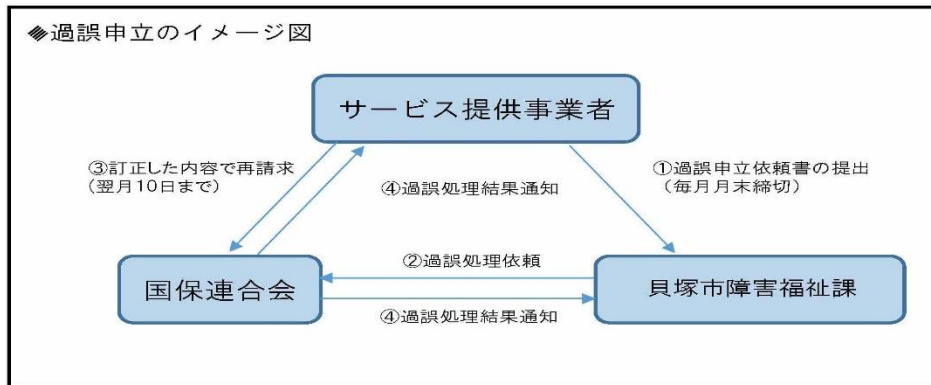 ◆過誤申立のイメージ図
サービス提供事業者
③訂正した内容で再請求
(翌月10日まで)
④過誤処理結果通知
①過誤申立依頼書の提出
(毎月月末締切)
国保連合会
②過誤処理依頼
④過誤処理結果通知
貝塚市障害福祉課